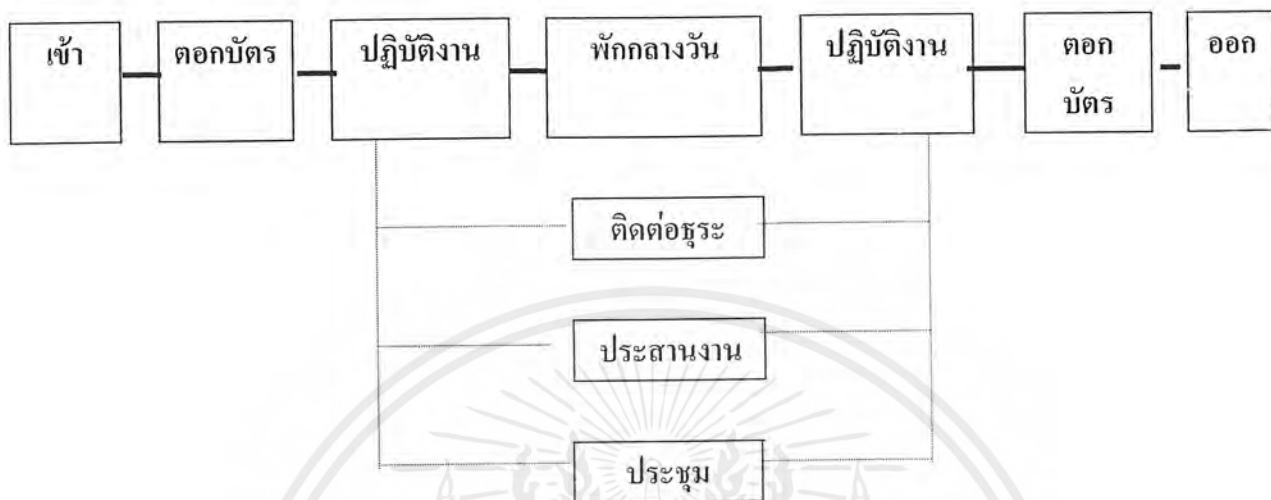 เข้า
ตอกบัตร
ปฏิบัติงาน
พักกลางวัน
ปฏิบัติงาน
ตอก
บัตร
ออก
ติดต่อธุระ
ประสานงาน
ประชุม